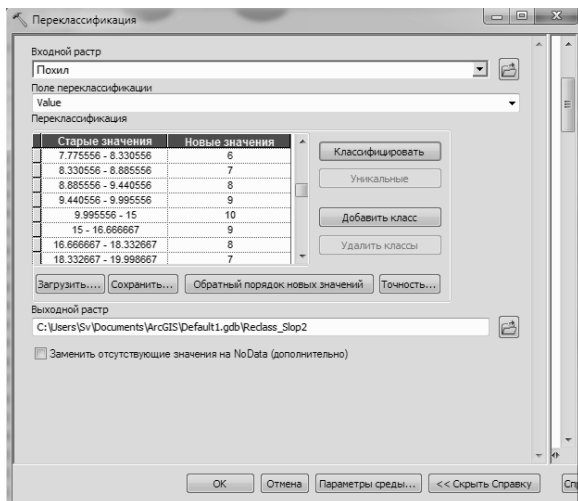 Переклассификация
Входной растр
Похил
Поле переклассификации
Value
Переклассификация
Старые значения Новые значения
7.775556 - 8.330556 6
8.330556 - 8.885556 7
8.885556 - 9.440556 8
9.440556 - 9.995556 9
9.995556 - 15 10
15 - 16.666667 9
16.666667 - 18.332667 8
18.332667 - 19.998667 7
Классифицировать
Уникальные
Добавить класс
Удалить классы
Загрузить.... Сохранить... Обратный порядок новых значений Точность...
Выходной растр
C:\Users\Sv\Documents\ArcGIS\Default1.gdb\Reclass_Slop2
Заменить отсутствующие значения на NoData (дополнительно)
OK Отмена Параметры среды... << Скрыть Справку Сп